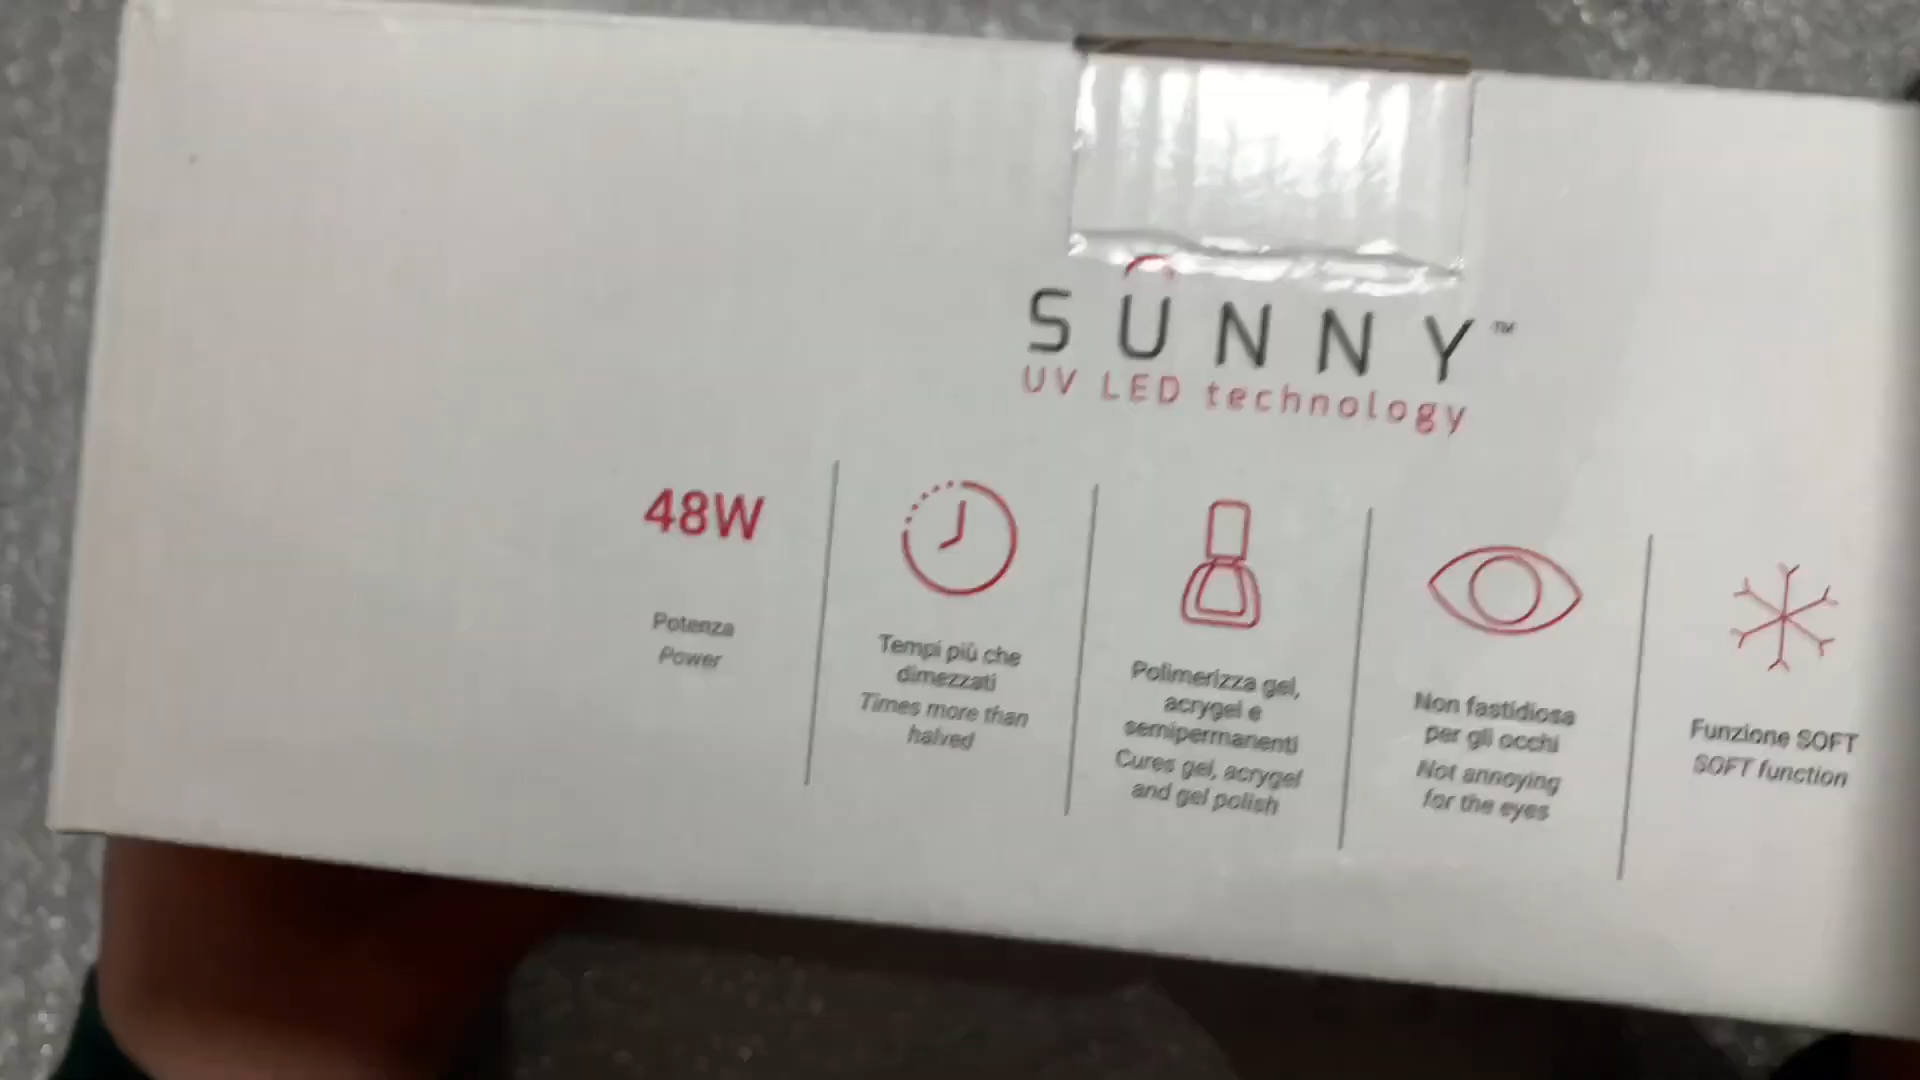 SUNNY™
UV LED technology
48W
Potenza
Power
Tempi più che
dimezzati
Times more than
halved
Polimerizza gel,
acrygel e
semipermanenti
Cures gel, acrygel
and gel polish
Non fastidiosa
per gli occhi
Not annoying
for the eyes
Funzione SOFT
SOFT function